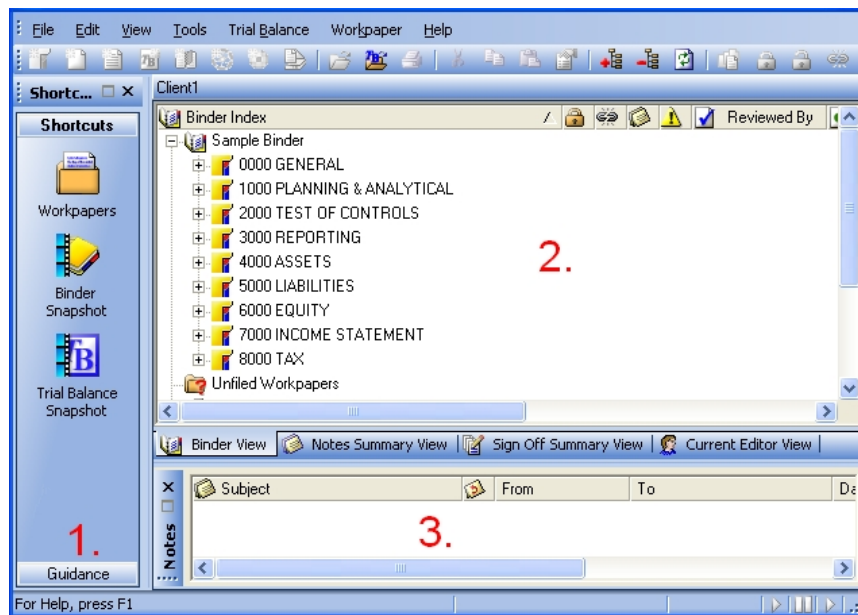 File Edit View Tools Trial Balance Workpaper Help
Shortc...
Client1
Shortcuts
Workpapers
Binder
Snapshot
Trial Balance
Snapshot
1.
Guidance
Binder Index Reviewed By
Sample Binder
0000 GENERAL
1000 PLANNING & ANALYTICAL
2000 TEST OF CONTROLS
3000 REPORTING
4000 ASSETS
5000 LIABILITIES
6000 EQUITY
7000 INCOME STATEMENT
8000 TAX
Unfiled Workpapers
2.
Binder View Notes Summary View Sign Off Summary View Current Editor View
Notes
Subject From To Da
3.
For Help, press F1